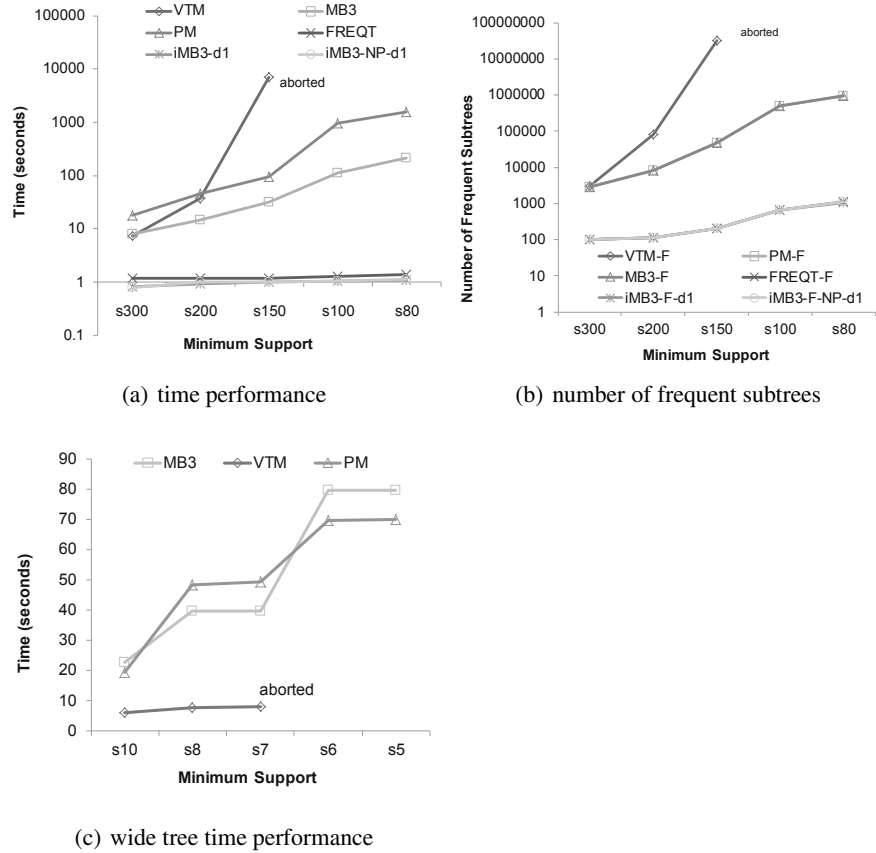 VTM MB3
PM FREQT
iMB3-d1 iMB3-NP-d1
100000
10000
1000
100
10
1
0.1
Time (seconds)
aborted
s300 s200 s150 s100 s80
Minimum Support
(a) time performance
100000000
10000000
1000000
100000
10000
1000
100
10
1
Number of Frequent Subtrees
aborted
VTM-F PM-F
MB3-F FREQT-F
iMB3-F-d1 iMB3-F-NP-d1
s300 s200 s150 s100 s80
Minimum Support
(b) number of frequent subtrees
MB3 VTM PM
90
80
70
60
50
40
30
20
10
0
Time (seconds)
aborted
s10 s8 s7 s6 s5
Minimum Support
(c) wide tree time performance